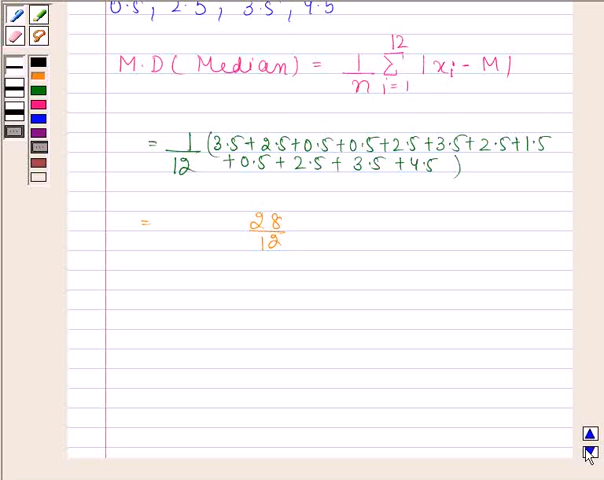 0.5, 2.5, 3.5, 4.5
M.D ( Median ) = 1/n 12∑i=1 |xi - M|
= 1/12 (3.5+2.5+0.5+0.5+2.5+3.5+2.5+1.5
+0.5+2.5+3.5+4.5)
= 28/12